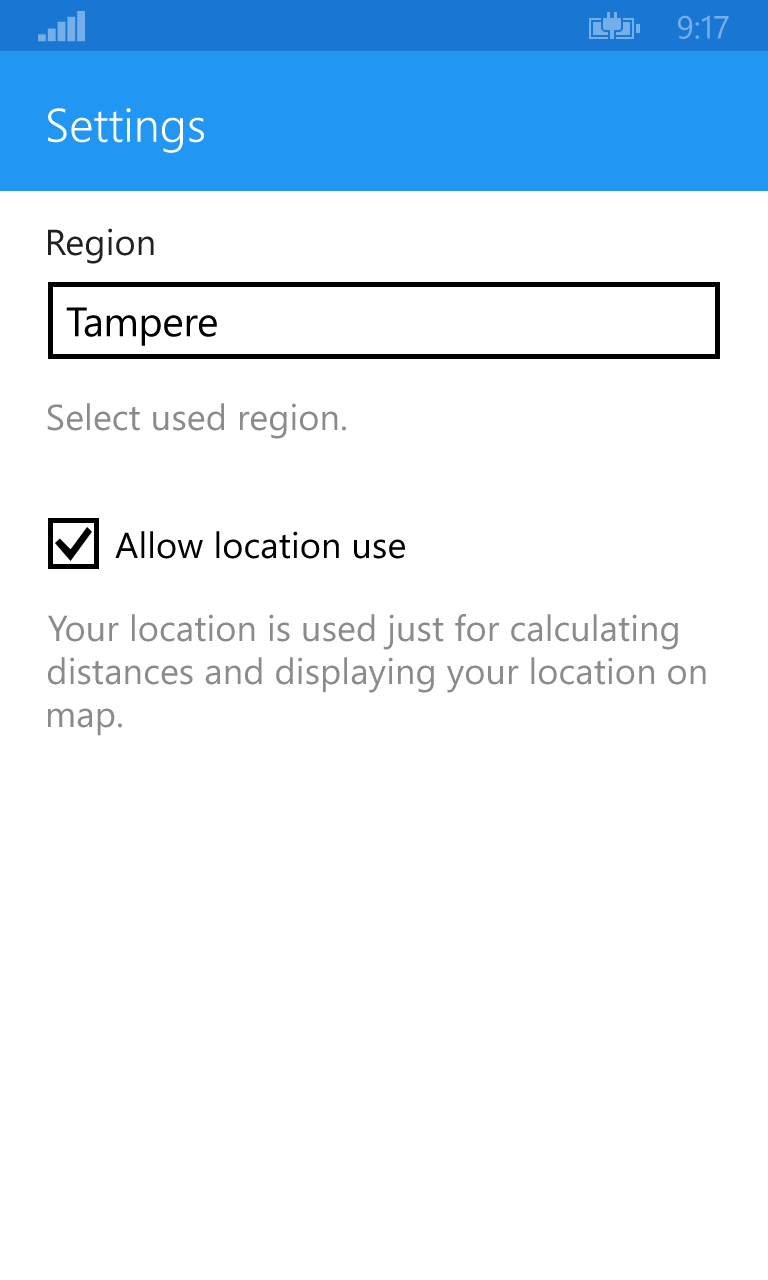 9:17
Settings
Region
Tampere
Select used region.
Allow location use
Your location is used just for calculating
distances and displaying your location on
map.